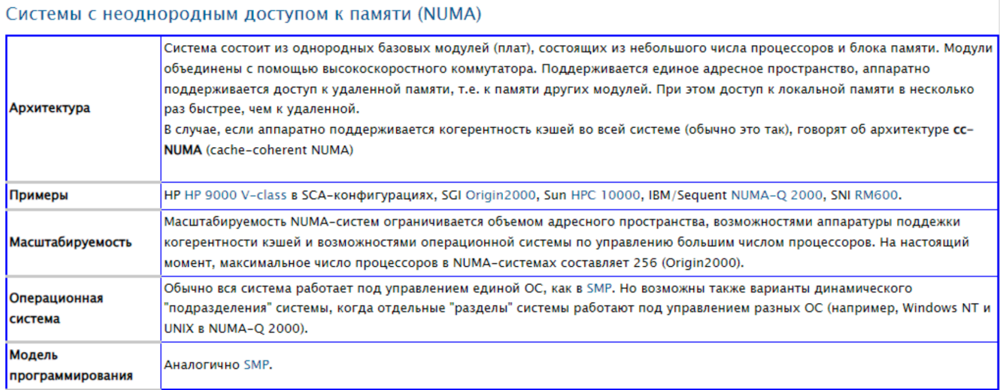 Системы с неоднородным доступом к памяти (NUMA)
Архитектура
Система состоит из однородных базовых модулей (плат), состоящих из небольшого числа процессоров и блока памяти. Модули
объединены с помощью высокоскоростного коммутатора. Поддерживается единое адресное пространство, аппаратно
поддерживается доступ к удаленной памяти, т.е. к памяти других модулей. При этом доступ к локальной памяти в несколько
раз быстрее, чем к удаленной.
В случае, если аппаратно поддерживается когерентность кэшей во всей системе (обычно это так), говорят об архитектуре cc-
NUMA (cache-coherent NUMA)
Примеры
HP HP 9000 V-class в SCA-конфигурациях, SGI Origin2000, Sun HPC 10000, IBM/Sequent NUMA-Q 2000, SNI RM600.
Масштабируемость
Масштабируемость NUMA-систем ограничивается объемом адресного пространства, возможностями аппаратуры поддежки
когерентности кэшей и возможностями операционной системы по управлению большим числом процессоров. На настоящий
момент, максимальное число процессоров в NUMA-системах составляет 256 (Origin2000).
Операционная
система
Обычно вся система работает под управлением единой ОС, как в SMP. Но возможны также варианты динамического
"подразделения" системы, когда отдельные "разделы" системы работают под управлением разных ОС (например, Windows NT и
UNIX в NUMA-Q 2000).
Модель
программирования
Аналогично SMP.